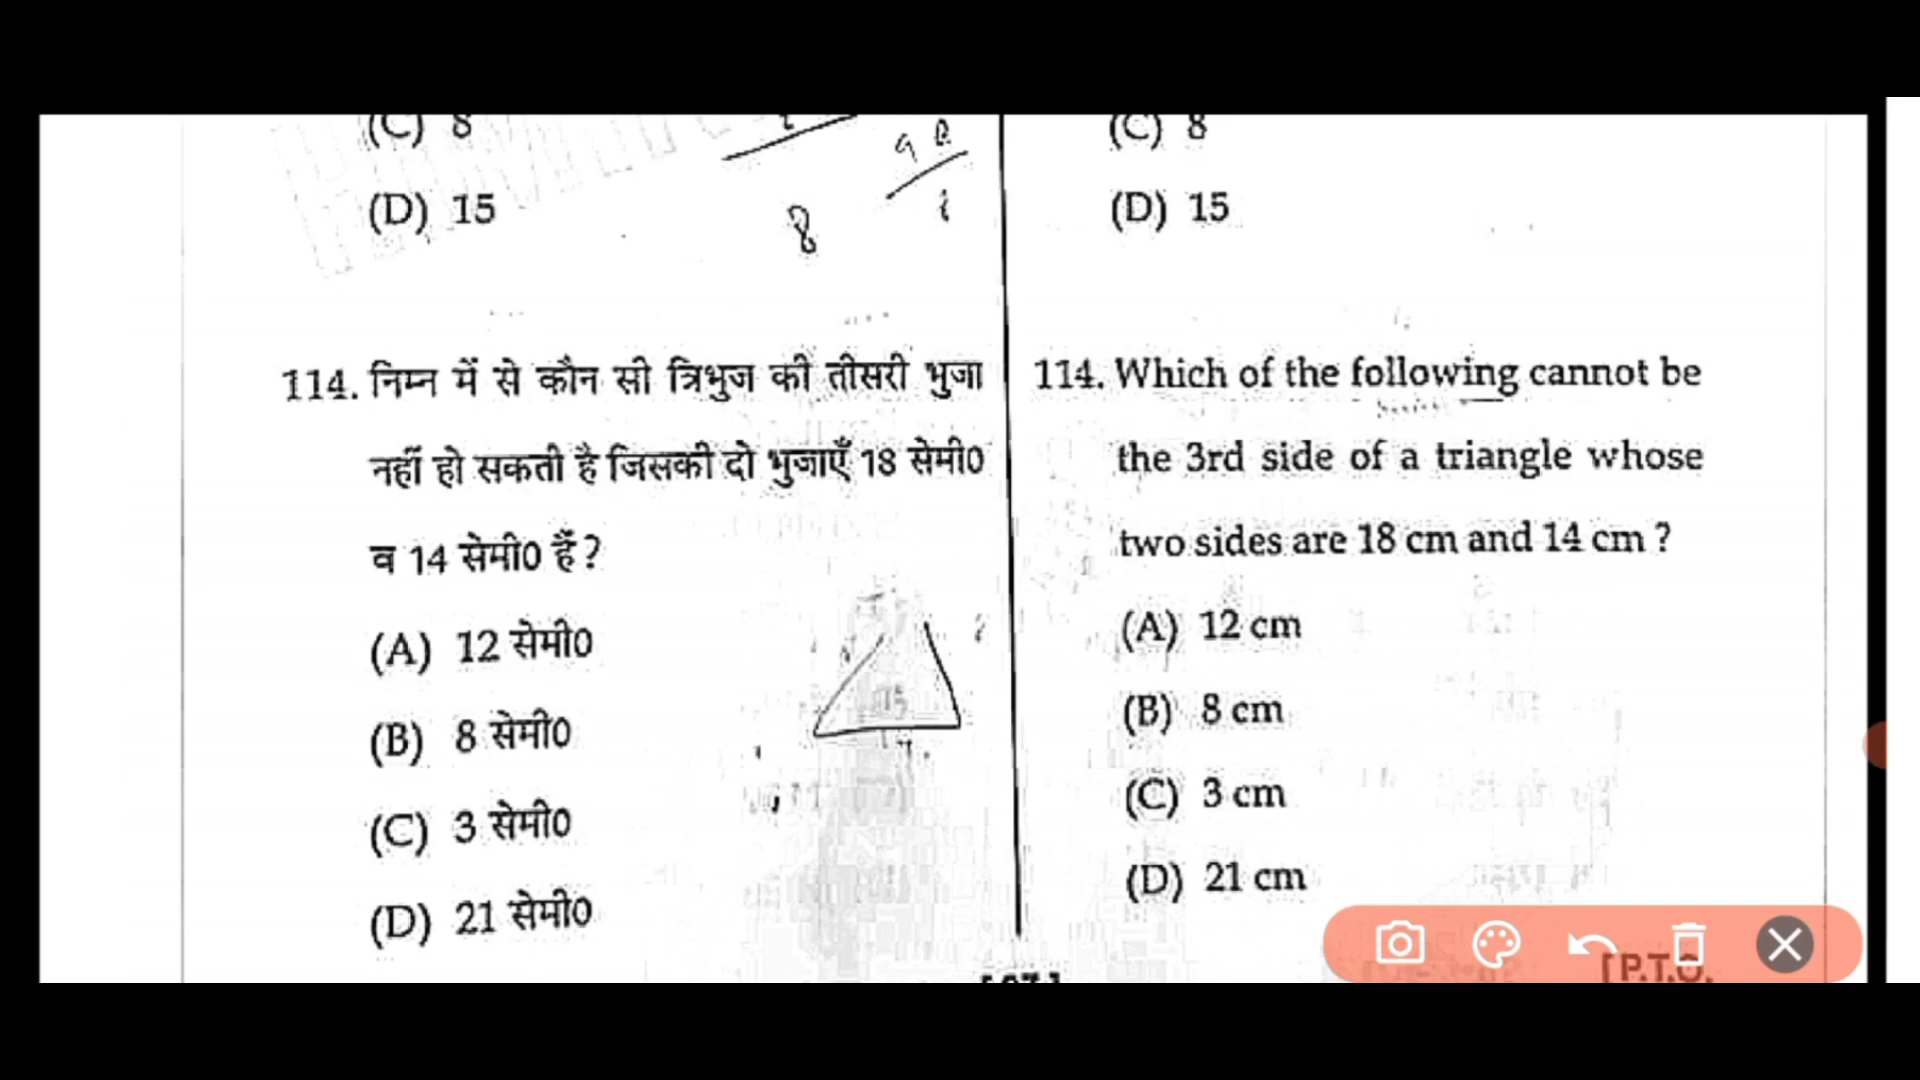 (C) 8
(D) 15
8
114. निम्न में से कौन सी त्रिभुज की तीसरी भुजा
नहीं हो सकती है जिसकी दो भुजाएँ 18 सेमी0
व 14 सेमी0 हैं ?
(A) 12 सेमी0
(B) 8 सेमी0
(C) 3 सेमी0
(D) 21 सेमी0
(C) 8
(D) 15
114. Which of the following cannot be
the 3rd side of a triangle whose
two sides are 18 cm and 14 cm ?
(A) 12 cm
(B) 8 cm
(C) 3 cm
(D) 21 cm
[P.T.O.